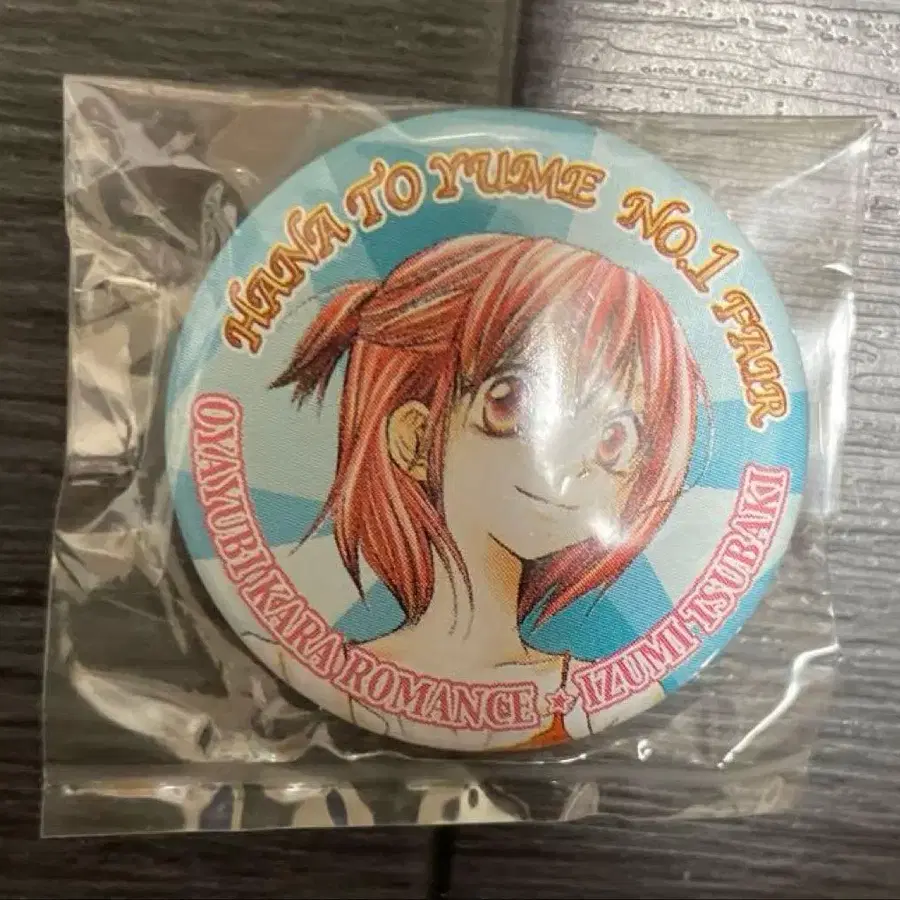 HANA TO YUME NO.1 FAIR
OYAYUBI KARA ROMANCE ☆ IZUMI TSUBAKI